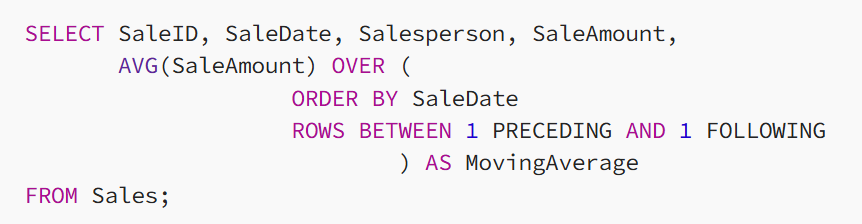 SELECT SaleID, SaleDate, Salesperson, SaleAmount,
AVG(SaleAmount) OVER (
ORDER BY SaleDate
ROWS BETWEEN 1 PRECEDING AND 1 FOLLOWING
) AS MovingAverage
FROM Sales;